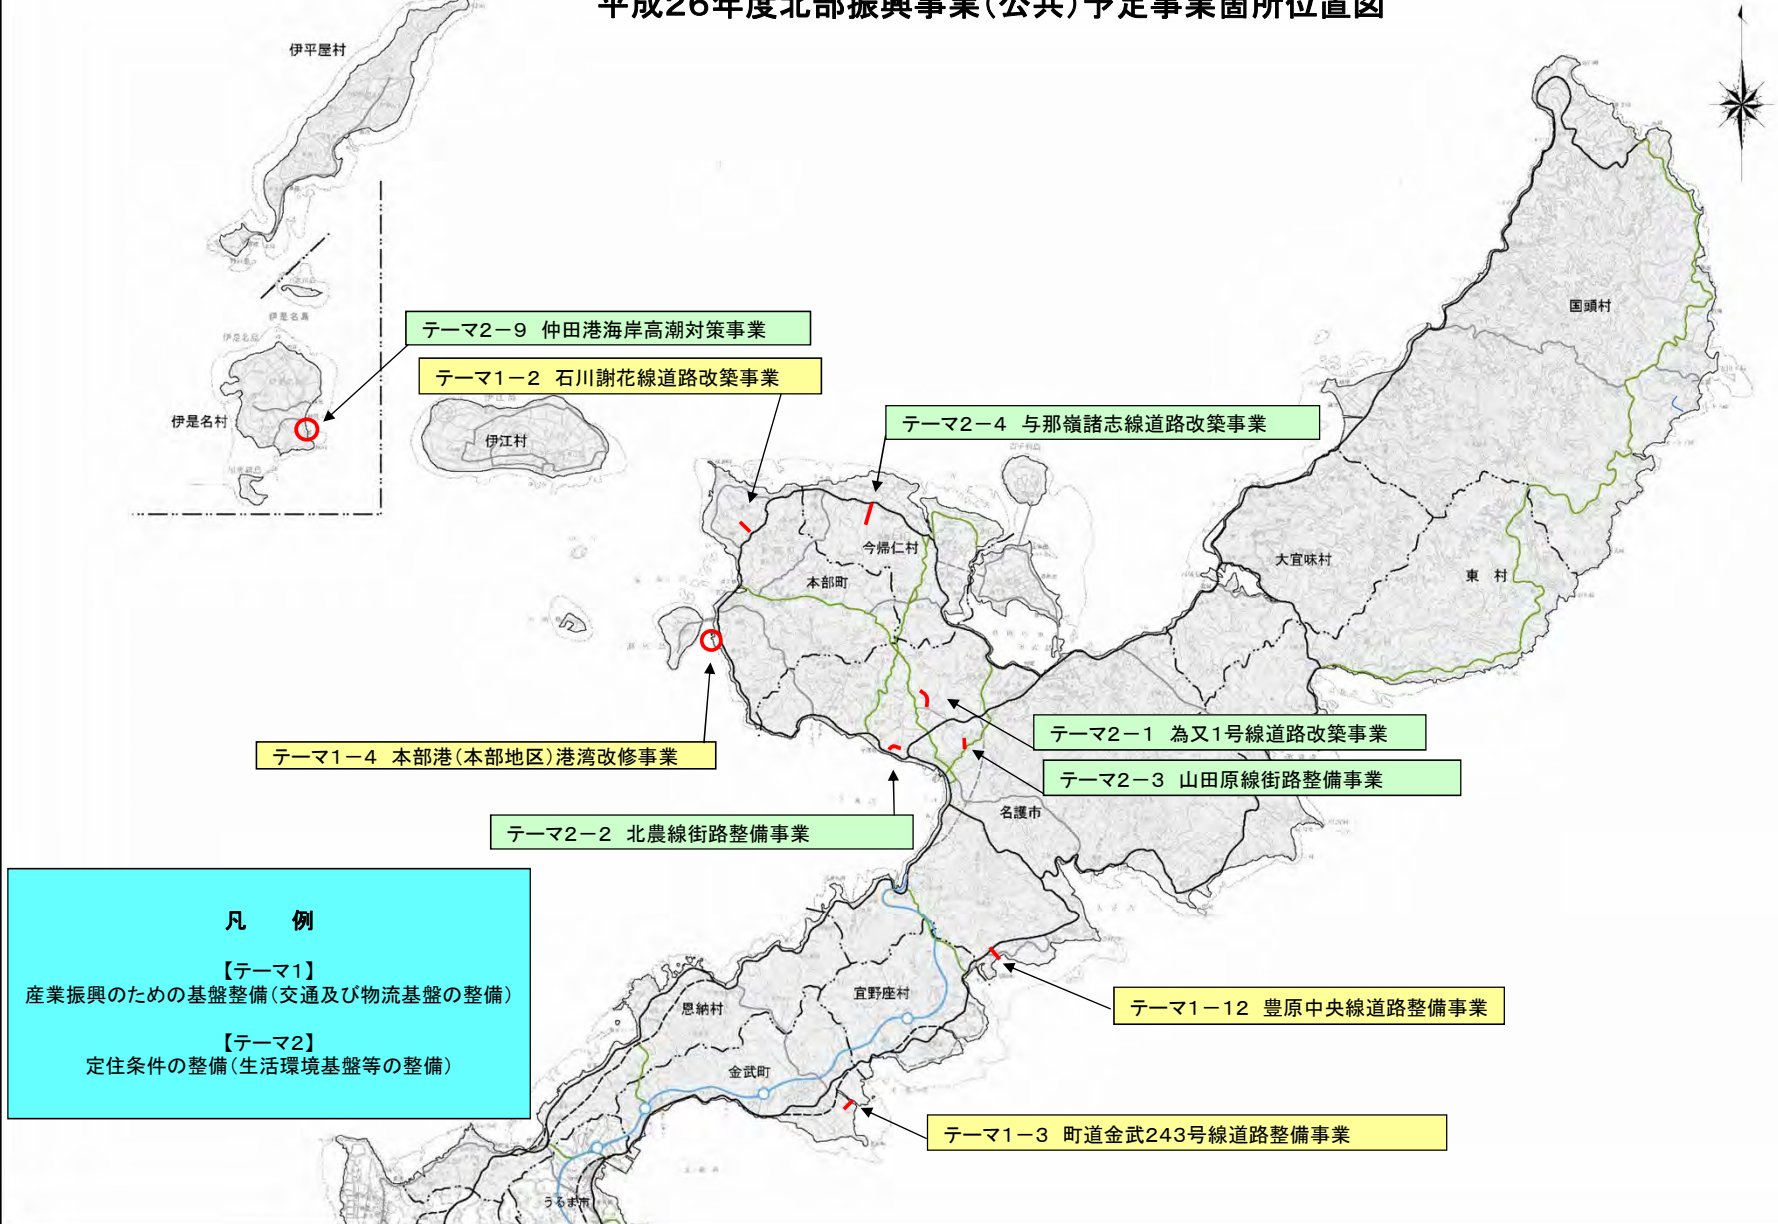 平成26年度北部振興事業(公共)予定事業箇所位置図
伊平屋村
国頭村
伊是名島
テーマ2-9 仲田港海岸高潮対策事業
テーマ1-2 石川謝花線道路改築事業
伊是名村
伊江村
テーマ2-4 与那嶺諸志線道路改築事業
今帰仁村
本部町
大宜味村
東 村
テーマ2-1 為又1号線道路改築事業
テーマ1-4 本部港(本部地区)港湾改修事業
テーマ2-3 山田原線街路整備事業
名護市
テーマ2-2 北農線街路整備事業
凡 例
【テーマ1】
産業振興のための基盤整備(交通及び物流基盤の整備)
【テーマ2】
定住条件の整備(生活環境基盤等の整備)
宜野座村
恩納村
テーマ1-12 豊原中央線道路整備事業
金武町
テーマ1-3 町道金武243号線道路整備事業
うるま市